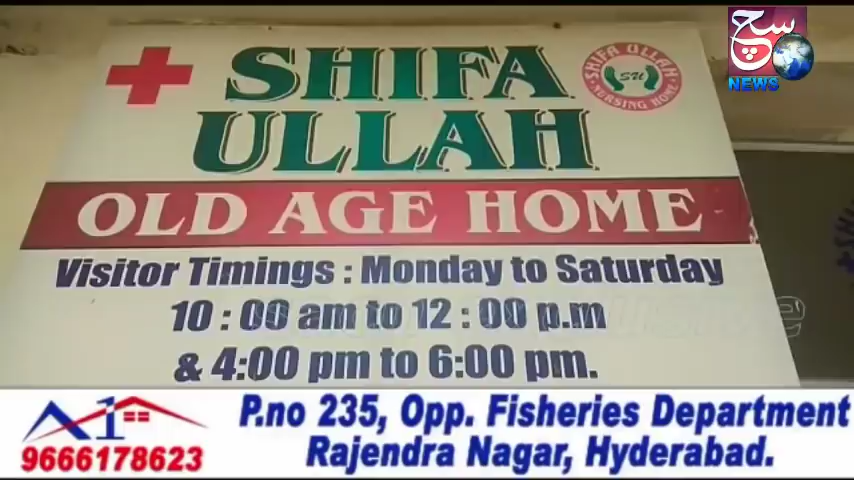 SHIFA
ULLAH
SHIFA ULLAH
SU
NURSING HOME
سچ
NEWS
OLD AGE HOME
Visitor Timings : Monday to Saturday
10 : 00 am to 12 : 00 p.m
& 4:00 pm to 6:00 pm.
A1
9666178623
P.no 235, Opp. Fisheries Department
Rajendra Nagar, Hyderabad.